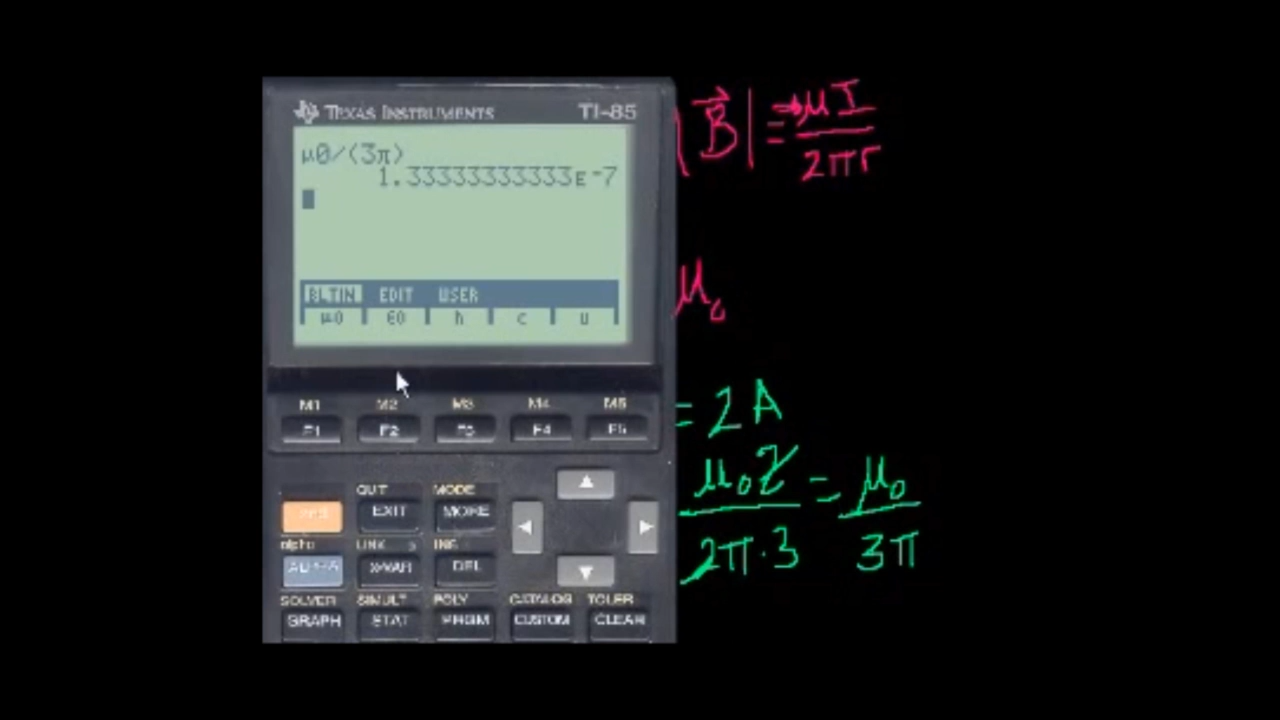 TEXAS INSTRUMENTS TI-85
μ0/(3π)
1.33333333333E-7
BLTIN EDIT USER
μ0 ϵ0 h c u
M1 M2 M3 M4 M5
F1 F2 F3 F4 F5
QUIT MODE
2nd EXIT MORE
alpha LINK INS
ALPHA X-VAR DEL
SOLVER SIMULT POLY CATALOG TOLER
GRAPH STAT PRGM CUSTOM CLEAR
|B⃗| = μI / 2πr
μ₀
= 2A
μ₀2 / 2π·3 = μ₀ / 3π